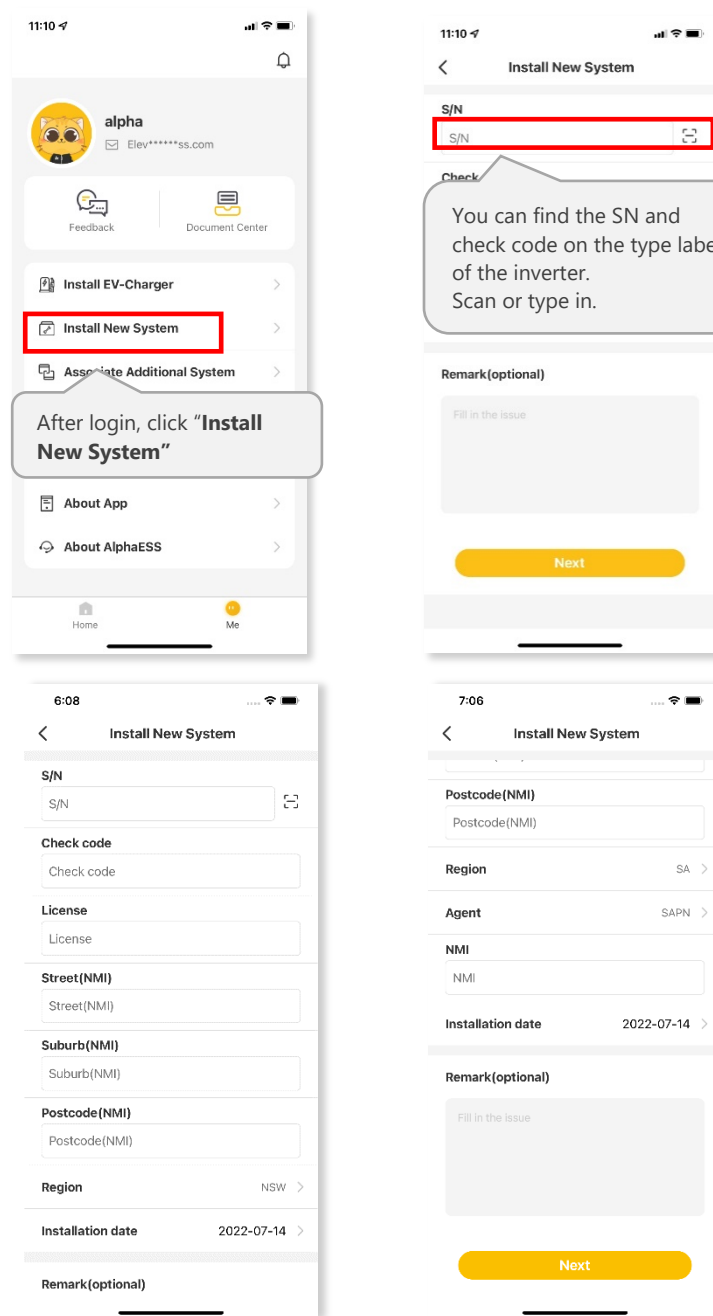 11:10
alpha
Elev******ss.com
Feedback
Document Center
Install EV-Charger
Install New System
Associate Additional System
After login, click “Install
New System”
About App
About AlphaESS
Home
Me
11:10
Install New System
S/N
S/N
Check
You can find the SN and
check code on the type labe
of the inverter.
Scan or type in.
Remark(optional)
Fill in the issue
Next
6:08
Install New System
S/N
S/N
Check code
Check code
License
License
Street(NMI)
Street(NMI)
Suburb(NMI)
Suburb(NMI)
Postcode(NMI)
Postcode(NMI)
Region NSW
Installation date 2022-07-14
Remark(optional)
7:06
Install New System
Postcode(NMI)
Postcode(NMI)
Region SA
Agent SAPN
NMI
NMI
Installation date 2022-07-14
Remark(optional)
Fill in the issue
Next